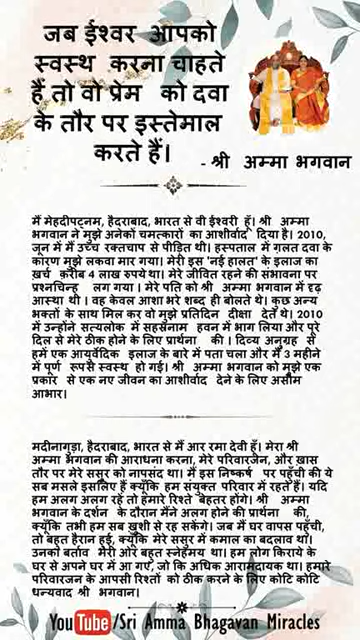 जब ईश्वर आपको
स्वस्थ करना चाहते
हैं तो वो प्रेम को दवा
के तौर पर इस्तेमाल
करते हैं।
- श्री अम्मा भगवान
मैं मेहदीपटनम, हैदराबाद, भारत से वी ईश्वरी हूँ। श्री अम्मा
भगवान ने मुझे अनेकों चमत्कारों का आशीर्वाद दिया है। 2010,
जून में मैं उच्च रक्तचाप से पीड़ित थी। हस्पताल में ग़लत दवा के
कारण मुझे लकवा मार गया। मेरी इस 'नई हालत' के इलाज का
ख़र्च क़रीब 4 लाख रुपये था। मेरे जीवित रहने की संभावना पर
प्रश्नचिन्ह लग गया । मेरे पति को श्री अम्मा भगवान में दृढ़
आस्था थी । वह केवल आशा भरे शब्द ही बोलते थे। कुछ अन्य
भक्तों के साथ मिल कर वो मुझे प्रतिदिन दीक्षा देते थे। 2010
में उन्होंने सत्यलोक में सहस्रनाम हवन में भाग लिया और पूरे
दिल से मेरे ठीक होने के लिए प्रार्थना की । दिव्य अनुग्रह से
हमें एक आयर्वेदिक इलाज के बारे में पता चला और मैं 3 महीने
में पूर्ण रूपसे स्वस्थ हो गई। श्री अम्मा भगवान को मुझे एक
प्रकार से एक नए जीवन का आशीर्वाद देने के लिए असीम
आभार।
मदीनागुड़ा, हैदराबाद, भारत से मैं आर रमा देवी हूँ। मेरा श्री
अम्मा भगवान की आराधना करना, मेरे परिवारजन, और ख़ास
तौर पर मेरे ससुर को नापसंद था। मैं इस निष्कर्ष पर पहुँची की ये
सब मसले इसलिए हैं क्यूँकि हम संयुक्त परिवार में रहते हैं। यदि
हम अलग अलग रहें तो हमारे रिश्ते बेहतर होंगे। श्री अम्मा
भगवान के दर्शन के दौरान मैंने अलग होने की प्रार्थना की,
क्यूँकि तभी हम सब ख़ुशी से रह सकेंगे। जब मैं घर वापस पहुँची,
तो बहुत हैरान हुई, क्यूँकि मेरे ससुर में कमाल का बदलाव था।
उनका बर्ताव मेरी ओर बहुत स्नेहमय था। हम लोग किराये के
घर से अपने घर में आ गए, जो कि अधिक आरामदायक था। हमारे
परिवारजन के आपसी रिश्तों को ठीक करने के लिए कोटि कोटि
धन्यवाद श्री भगवान।
YouTube/Sri Amma Bhagavan Miracles